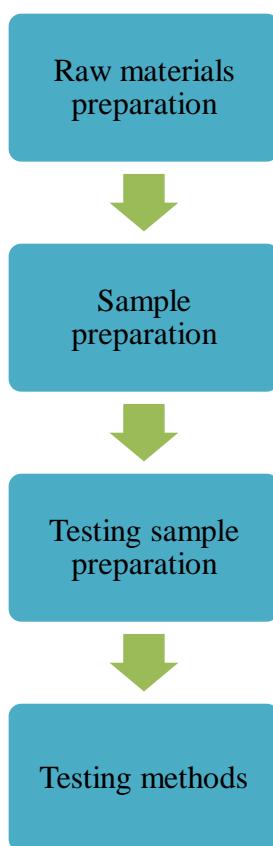 Raw materials
preparation
Sample
preparation
Testing sample
preparation
Testing methods